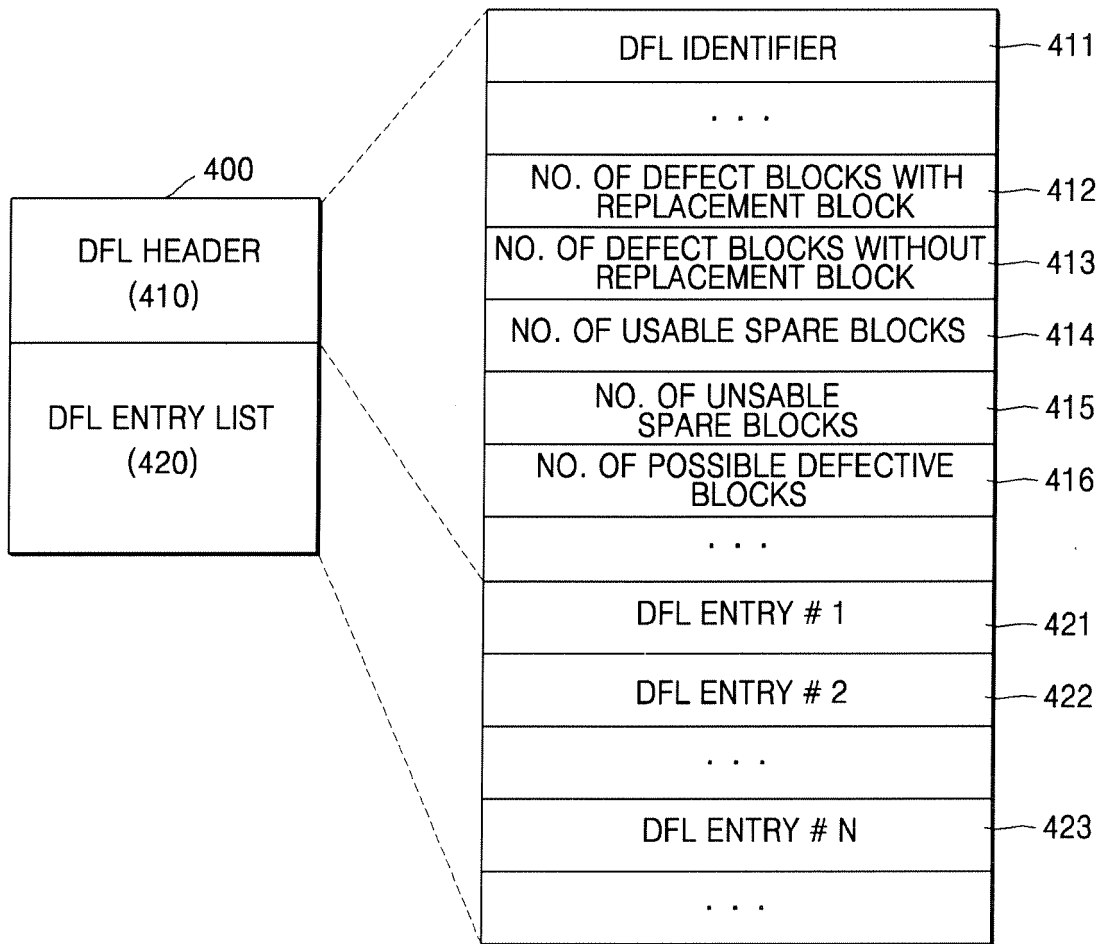 400
DFL HEADER
(410)
DFL ENTRY LIST
(420)
DFL IDENTIFIER
411
. . .
NO. OF DEFECT BLOCKS WITH
REPLACEMENT BLOCK
412
NO. OF DEFECT BLOCKS WITHOUT
REPLACEMENT BLOCK
413
NO. OF USABLE SPARE BLOCKS
414
NO. OF UNSABLE
SPARE BLOCKS
415
NO. OF POSSIBLE DEFECTIVE
BLOCKS
416
. . .
DFL ENTRY # 1
421
DFL ENTRY # 2
422
. . .
DFL ENTRY # N
423
. . .